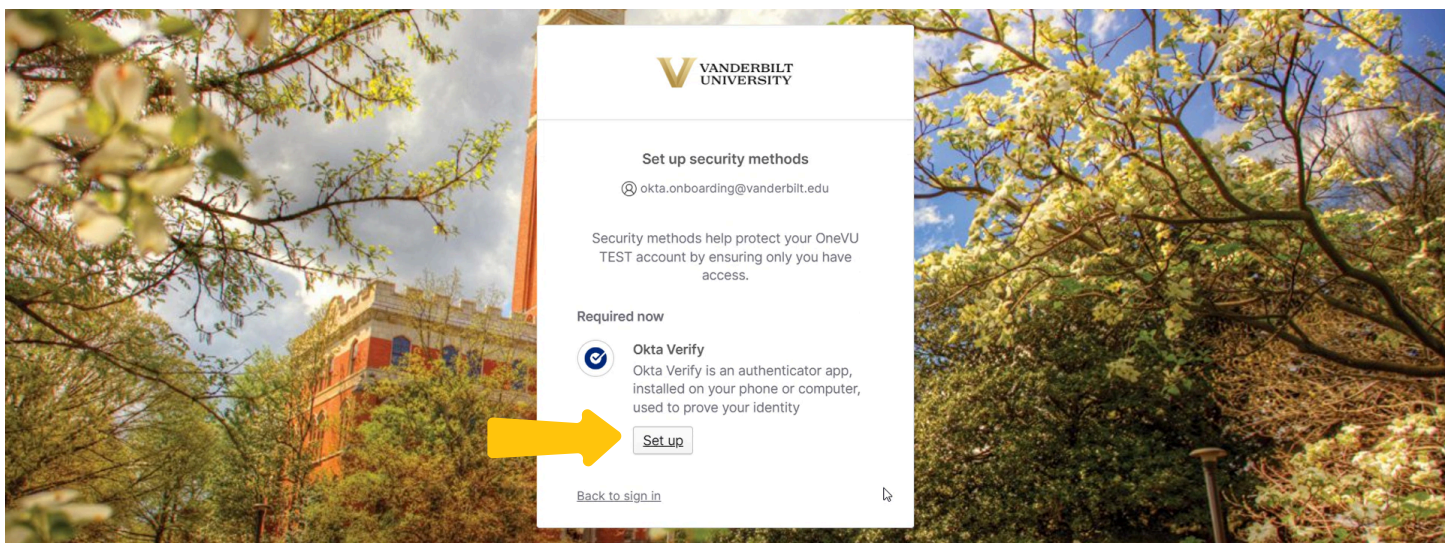 VANDERBILT
UNIVERSITY
Set up security methods
okta.onboarding@vanderbilt.edu
Security methods help protect your OneVU
TEST account by ensuring only you have
access.
Required now
Okta Verify
Okta Verify is an authenticator app,
installed on your phone or computer,
used to prove your identity
Set up
Back to sign in